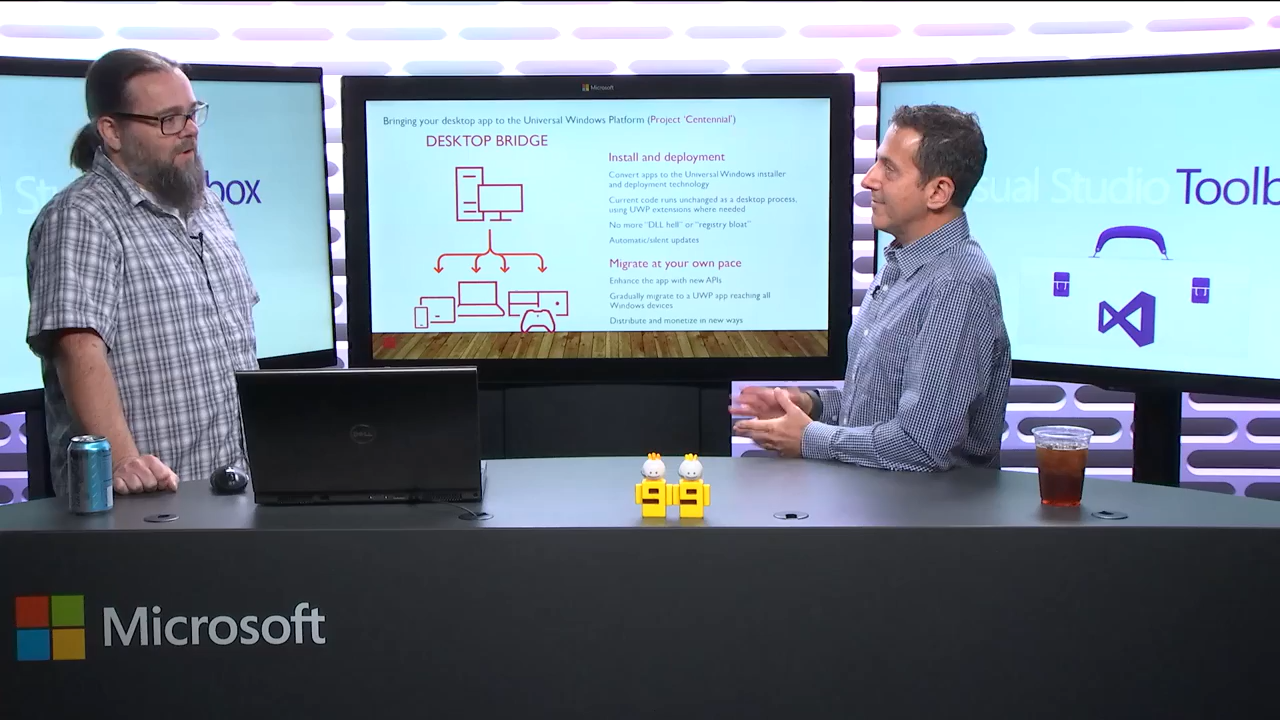 Microsoft
Bringing your desktop app to the Universal Windows Platform (Project 'Centennial')
DESKTOP BRIDGE
Install and deployment
Convert apps to the Universal Windows installer
and deployment technology
Current code runs unchanged as a desktop process,
using UWP extensions where needed
No more "DLL hell" or "registry bloat"
Automatic/silent updates
Migrate at your own pace
Enhance the app with new APIs
Gradually migrate to a UWP app reaching all
Windows devices
Distribute and monetize in new ways
l St
box
sual Studio Toolb
DELL
99
Microsoft